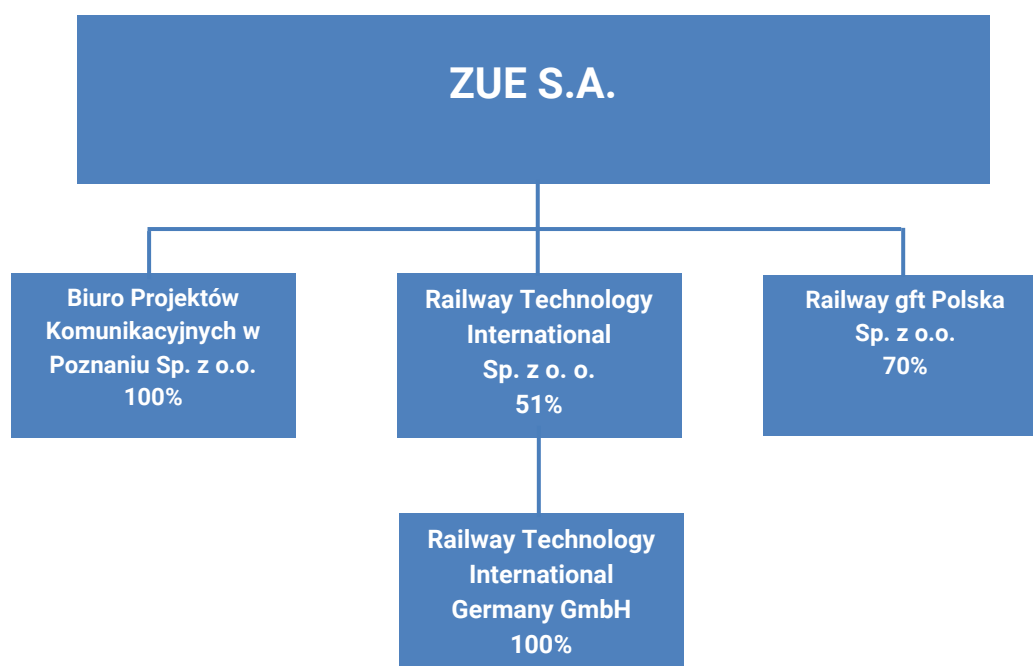 ZUE S.A.
Biuro Projektów
Komunikacyjnych w
Poznaniu Sp. z o.o.
100%
Railway Technology
International
Sp. z o. o.
51%
Railway gft Polska
Sp. z o.o.
70%
Railway Technology
International
Germany GmbH
100%